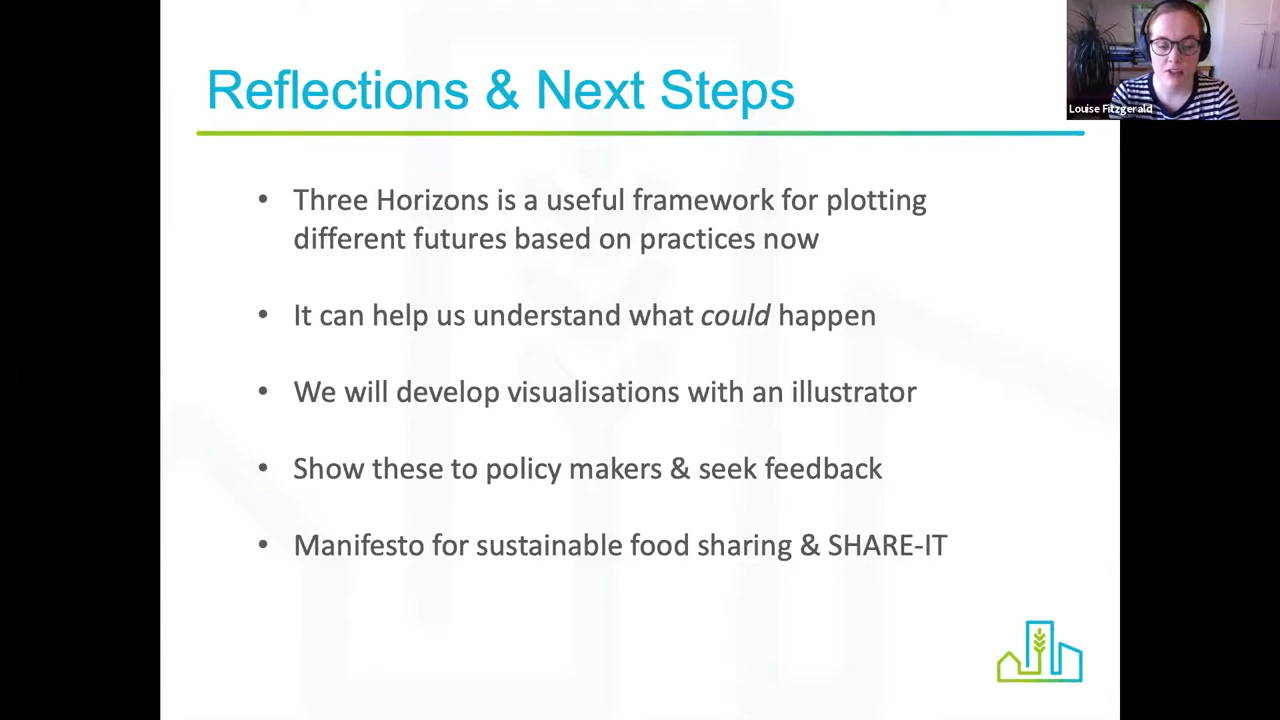 Reflections & Next Steps
Louise Fitzgerald
• Three Horizons is a useful framework for plotting
different futures based on practices now
• It can help us understand what could happen
• We will develop visualisations with an illustrator
• Show these to policy makers & seek feedback
• Manifesto for sustainable food sharing & SHARE-IT